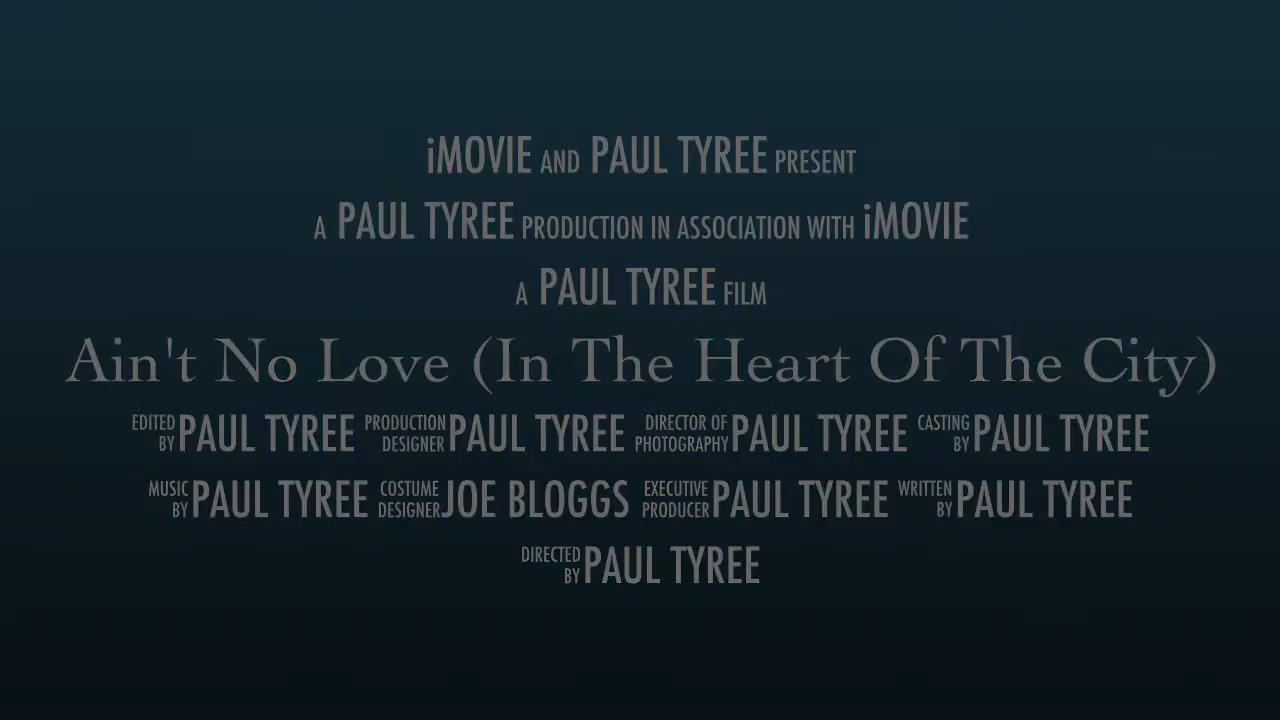 iMOVIE AND PAUL TYREE PRESENT
A PAUL TYREE PRODUCTION IN ASSOCIATION WITH iMOVIE
A PAUL TYREE FILM
Ain't No Love (In The Heart Of The City)
EDITED BY PAUL TYREE PRODUCTION DESIGNER PAUL TYREE DIRECTOR OF PHOTOGRAPHY PAUL TYREE CASTING BY PAUL TYREE
MUSIC BY PAUL TYREE COSTUME DESIGNER JOE BLOGGS EXECUTIVE PRODUCER PAUL TYREE WRITTEN BY PAUL TYREE
DIRECTED BY PAUL TYREE